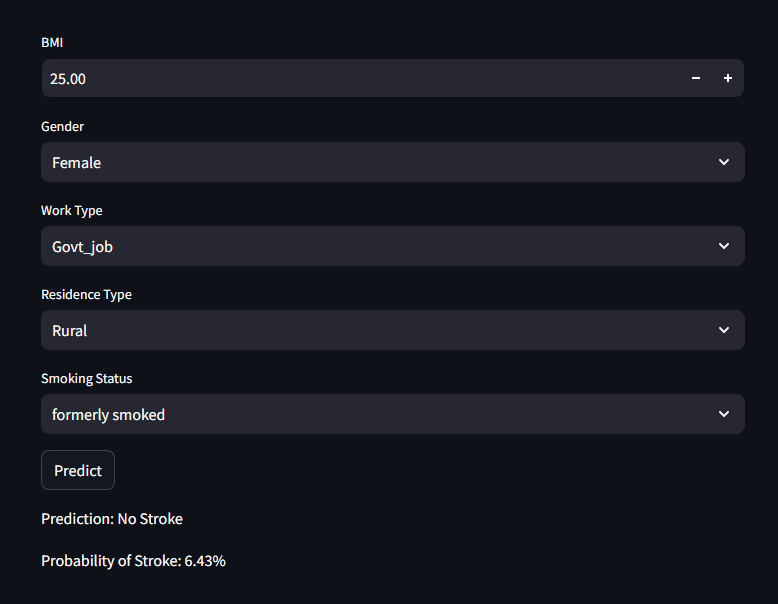 BMI
25.00
Gender
Female
Work Type
Govt_job
Residence Type
Rural
Smoking Status
formerly smoked
Predict
Prediction: No Stroke
Probability of Stroke: 6.43%